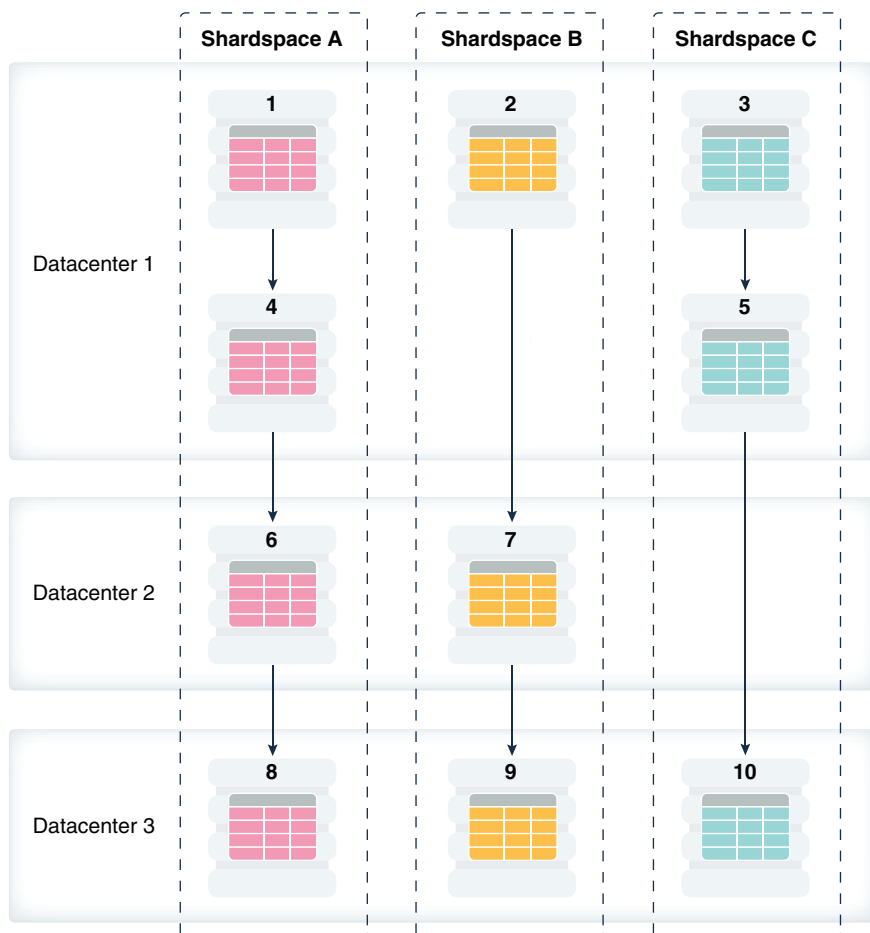 Shardspace A
Shardspace B
Shardspace C
1
2
3
Datacenter 1
4
5
6
7
Datacenter 2
8
9
10
Datacenter 3